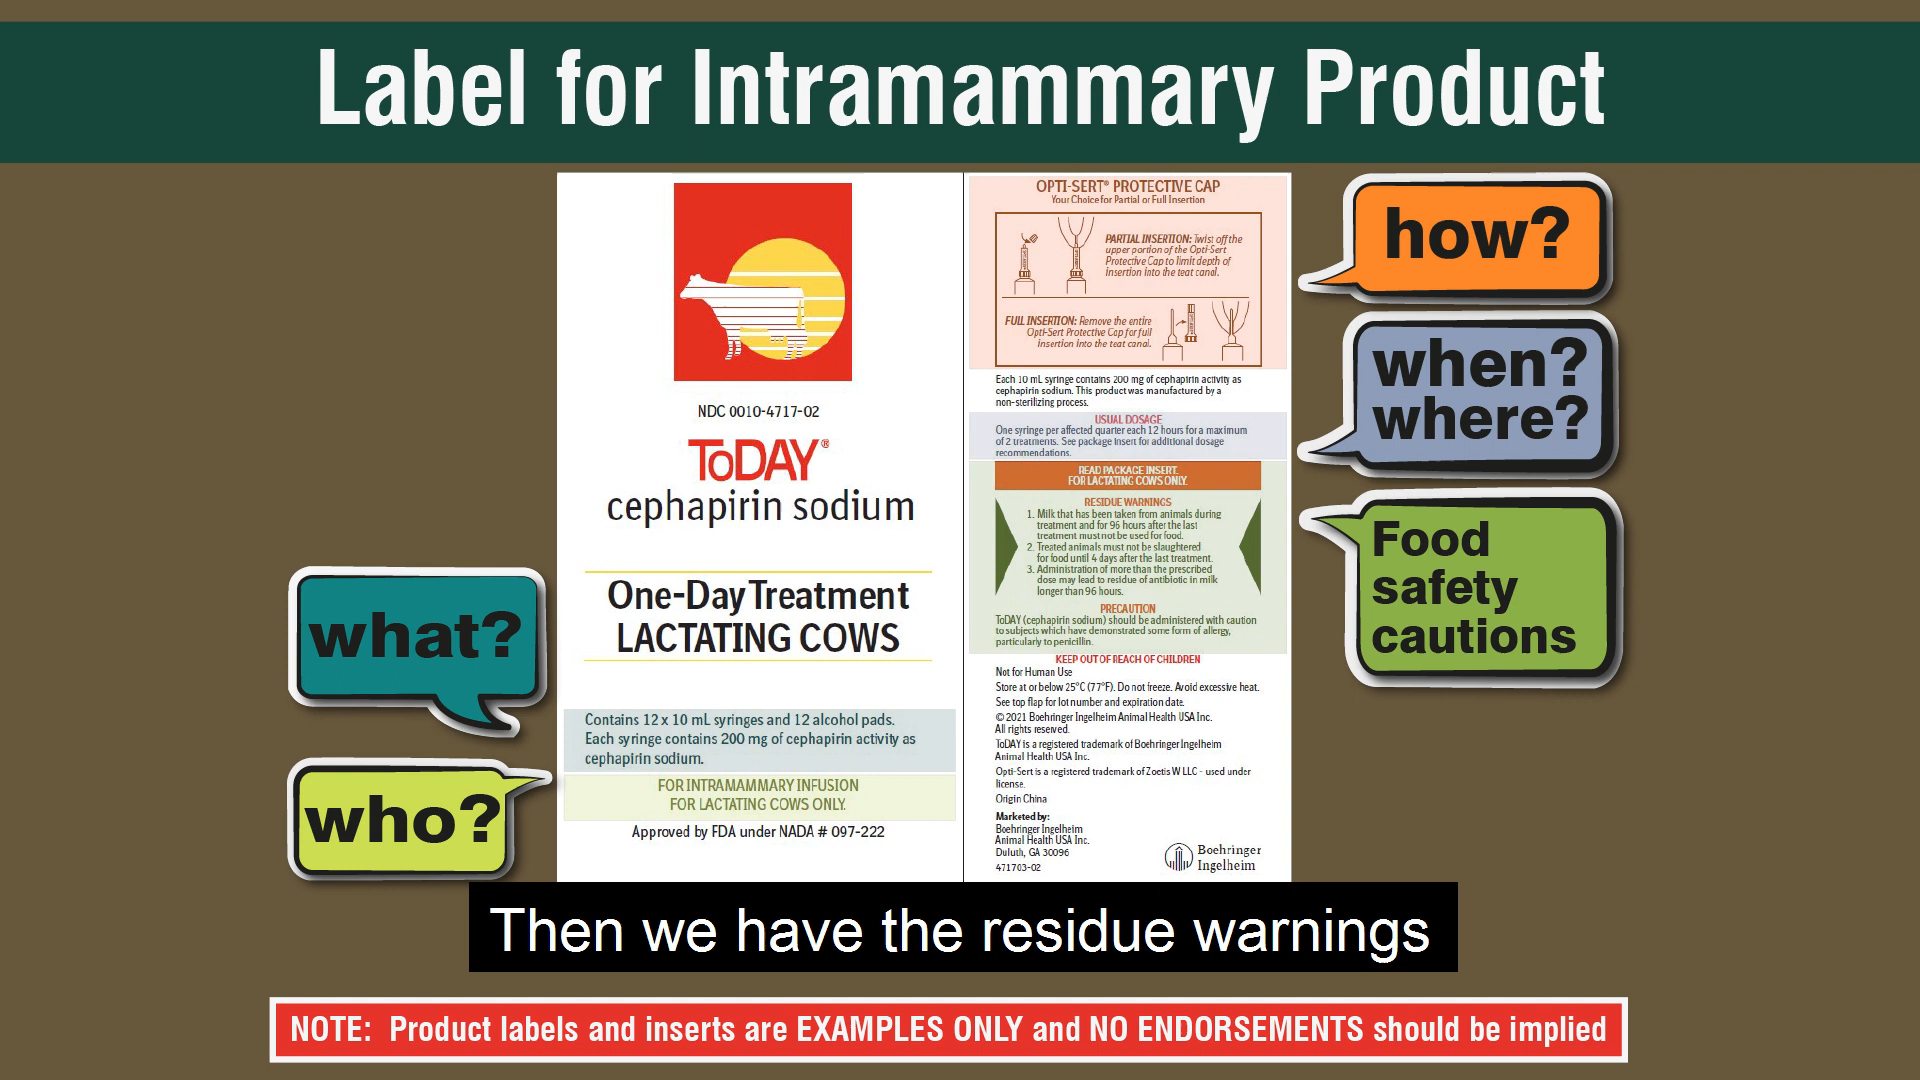 Label for Intramammary Product
NDC 0010-4717-02
ToDAY®
cephapirin sodium
One-Day Treatment
LACTATING COWS
what?
Contains 12 x 10 mL syringes and 12 alcohol pads.
Each syringe contains 200 mg of cephapirin activity as
cephapirin sodium.
who?
FOR INTRAMAMMARY INFUSION
FOR LACTATING COWS ONLY.
Approved by FDA under NADA # 097-222
OPTI-SERT® PROTECTIVE CAP
Your Choice for Partial or Full Insertion
PARTIAL INSERTION: Twist off the
upper portion of the Opti-Sert
Protective Cap to limit depth of
insertion into the teat canal.
FULL INSERTION: Remove the entire
Opti-Sert Protective Cap for full
insertion into the teat canal.
how?
Each 10 mL syringe contains 200 mg of cephapirin activity as
cephapirin sodium. This product was manufactured by a
non-sterilizing process.
USUAL DOSAGE
One syringe per affected quarter each 12 hours for a maximum
of 2 treatments. See package insert for additional dosage
recommendations.
when?
where?
READ PACKAGE INSERT.
FOR LACTATING COWS ONLY.
RESIDUE WARNINGS
1. Milk that has been taken from animals during
treatment and for 96 hours after the last
treatment must not be used for food.
2. Treated animals must not be slaughtered
for food until 4 days after the last treatment.
3. Administration of more than the prescribed
dose may lead to residue of antibiotic in milk
longer than 96 hours.
PRECAUTION
ToDAY (cephapirin sodium) should be administered with caution
to subjects which have demonstrated some form of allergy,
particularly to penicillin.
Food
safety
cautions
KEEP OUT OF REACH OF CHILDREN
Not for Human Use
Store at or below 25°C (77°F). Do not freeze. Avoid excessive heat.
See top flap for lot number and expiration date.
© 2021 Boehringer Ingelheim Animal Health USA Inc.
All rights reserved.
ToDAY is a registered trademark of Boehringer Ingelheim
Animal Health USA Inc.
Opti-Sert is a registered trademark of Zoetis W LLC - used under
license.
Origin China
Marketed by:
Boehringer Ingelheim
Animal Health USA Inc.
Duluth, GA 30096
471703-02
Boehringer
Ingelheim
Then we have the residue warnings
NOTE: Product labels and inserts are EXAMPLES ONLY and NO ENDORSEMENTS should be implied